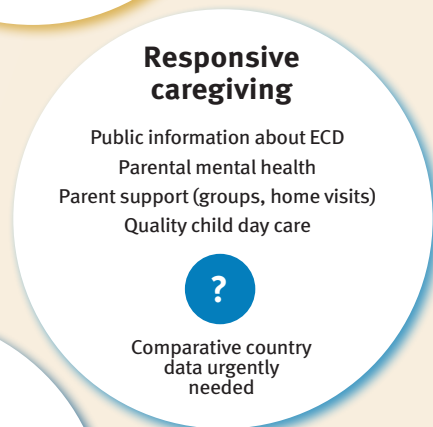 Responsive
caregiving
Public information about ECD
Parental mental health
Parent support (groups, home visits)
Quality child day care
?
Comparative country
data urgently
needed